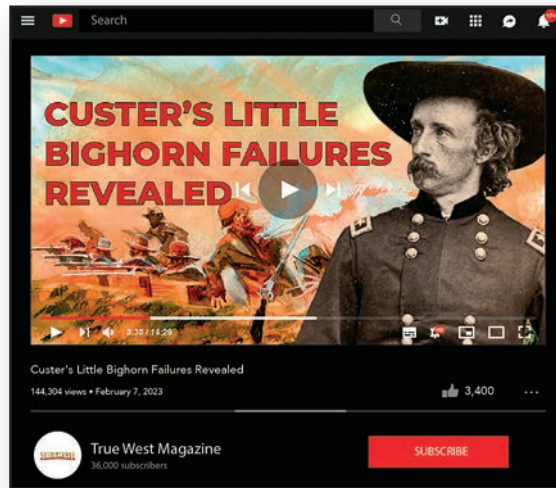 Search
CUSTER'S LITTLE
BIGHORN FAILURES
REVEALED
3:35 / 14:29
Custer's Little Bighorn Failures Revealed
144,304 views • February 7, 2023
3,400
True West Magazine
36,000 subscribers
SUBSCRIBE